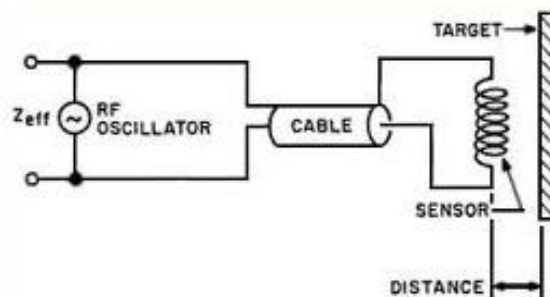 TARGET
Zeff
RF
OSCILLATOR
CABLE
SENSOR
DISTANCE